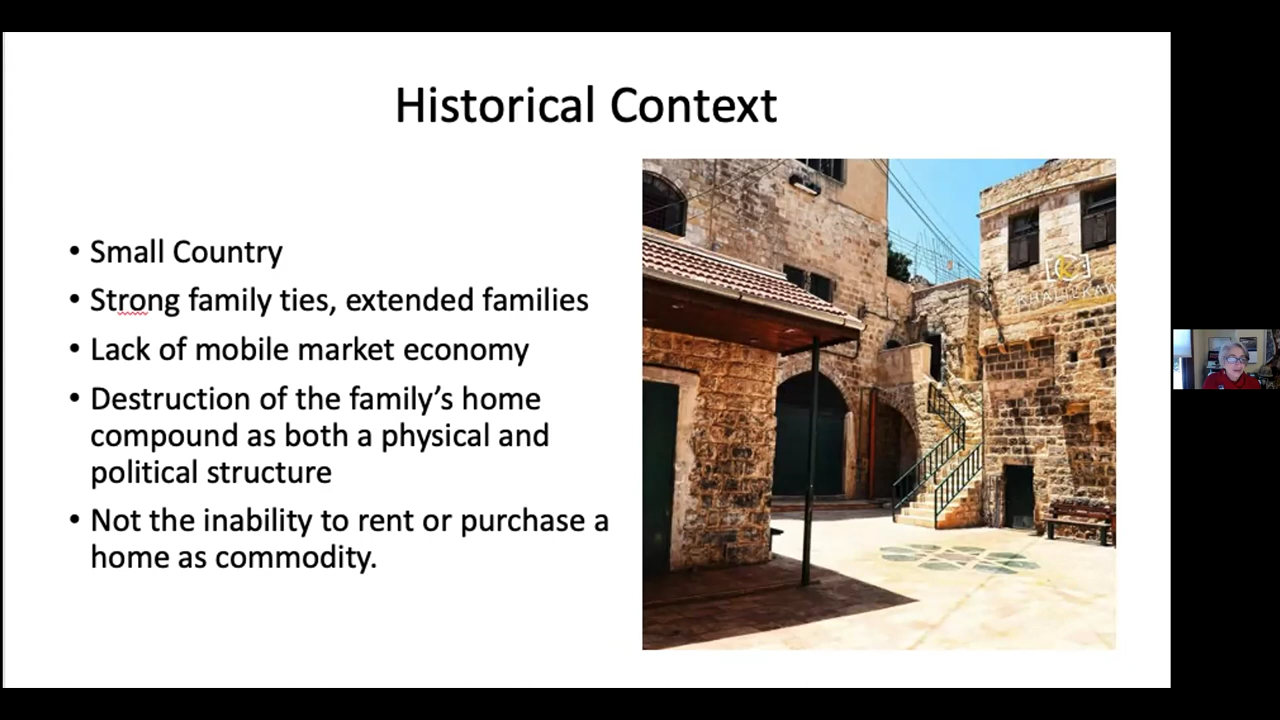 Historical Context
• Small Country
• Strong family ties, extended families
• Lack of mobile market economy
• Destruction of the family’s home
compound as both a physical and
political structure
• Not the inability to rent or purchase a
home as commodity.